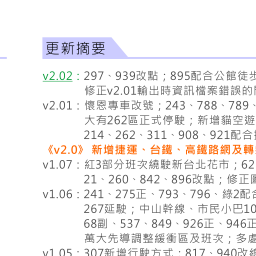 更新摘要
v2.02：297、939改點；895配合公館徒步
修正v2.01輸出時資訊檔案錯誤的
v2.01：懷恩專車改號；243、788、789、
大有262區正式停駛；新增貓空遊
214、262、311、908、921配合
《v2.0》 新增捷運、台鐵、高鐵路網及轉
v1.07：紅3部分班次繞駛新台北花市；62
21、260、842、896改點；修正
v1.06：241、275正、793、796、綠2配
267延駛；中山幹線、市民小巴10
68副、537、849、926正、946正
萬大先導調整緩衝區及班次；多處
v1.05：307新增行駛方式；817、940改線